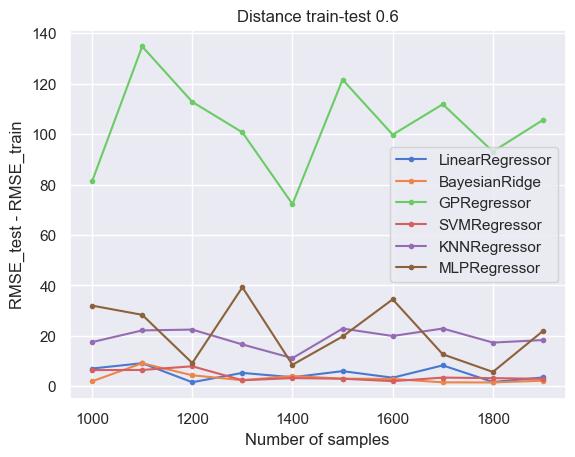 Distance train-test 0.6
RMSE_test - RMSE_train
140
120
100
80
60
40
20
0
LinearRegressor
BayesianRidge
GPRegressor
SVMRegressor
KNNRegressor
MLPRegressor
1000 1200 1400 1600 1800
Number of samples